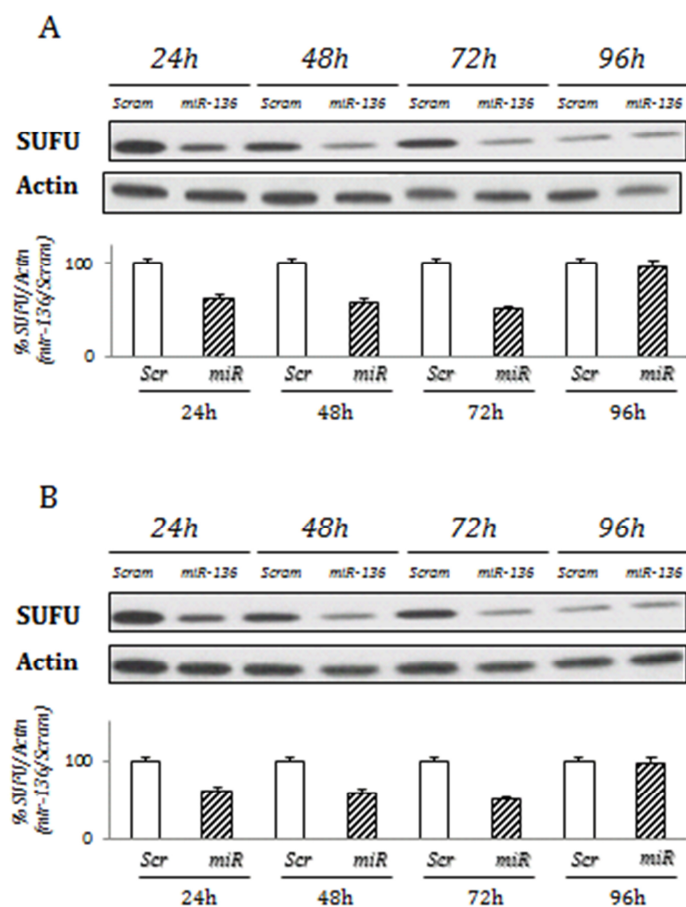 A
24h 48h 72h 96h
Scram miR-136 Scram miR-136 Scram miR-136 Scram miR-136
SUFU
Actin
% SUFU/Actin
(mir-136/Scram)
100
0
Scr miR Scr miR Scr miR Scr miR
24h 48h 72h 96h
B
24h 48h 72h 96h
Scram miR-136 Scram miR-136 Scram miR-136 Scram miR-136
SUFU
Actin
% SUFU/Actin
(mir-136/Scram)
100
0
Scr miR Scr miR Scr miR Scr miR
24h 48h 72h 96h